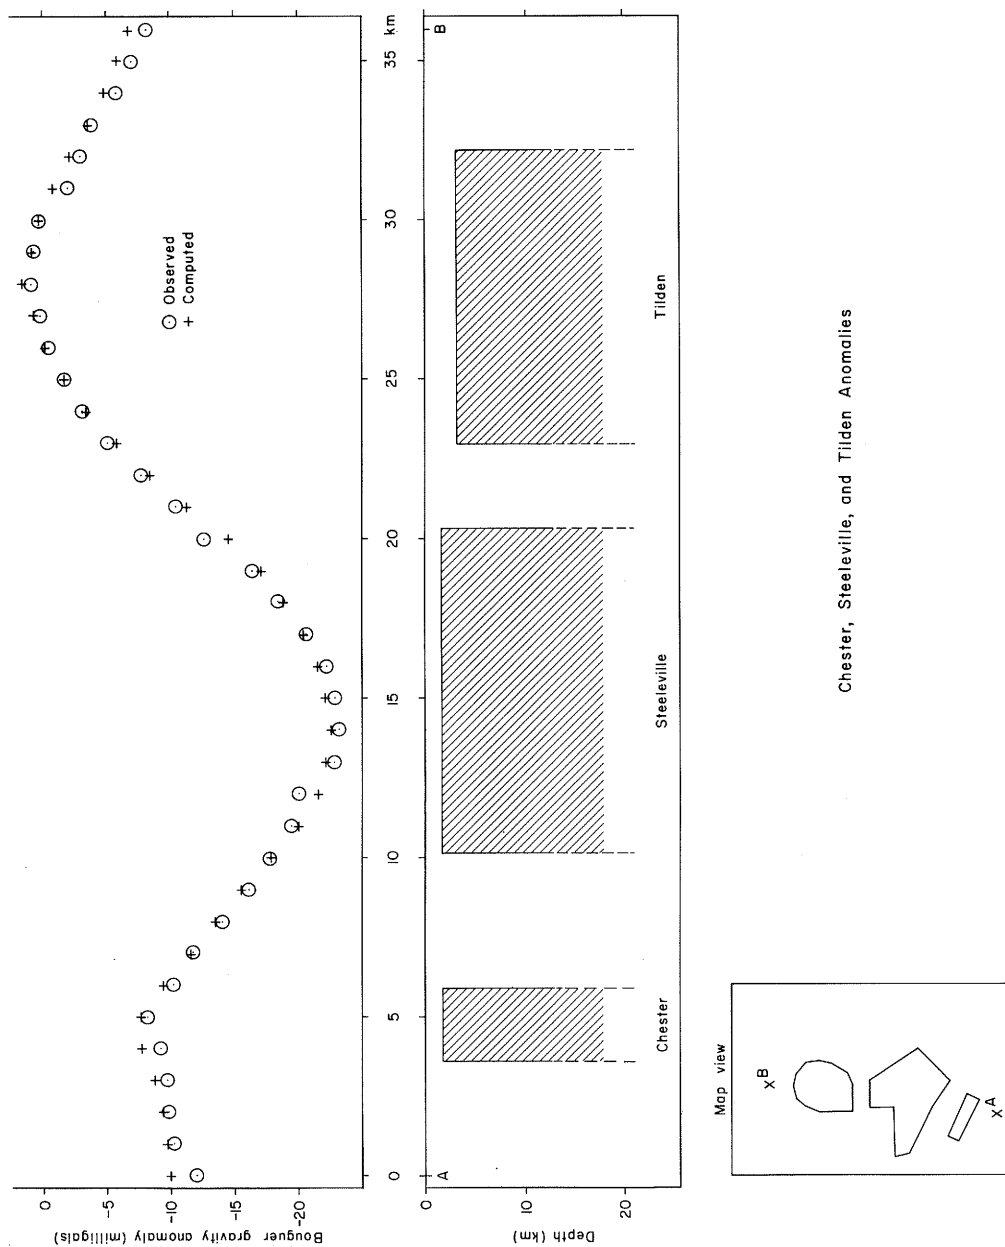 Bouguer gravity anomaly (milligals)
0
-5
-10
-15
-20
Observed
Computed
0
5
10
15
20
25
30
35
km
Depth (km)
0
10
20
A
B
Chester
Steeleville
Tilden
Map view
B
A
Chester, Steeleville, and Tilden Anomalies